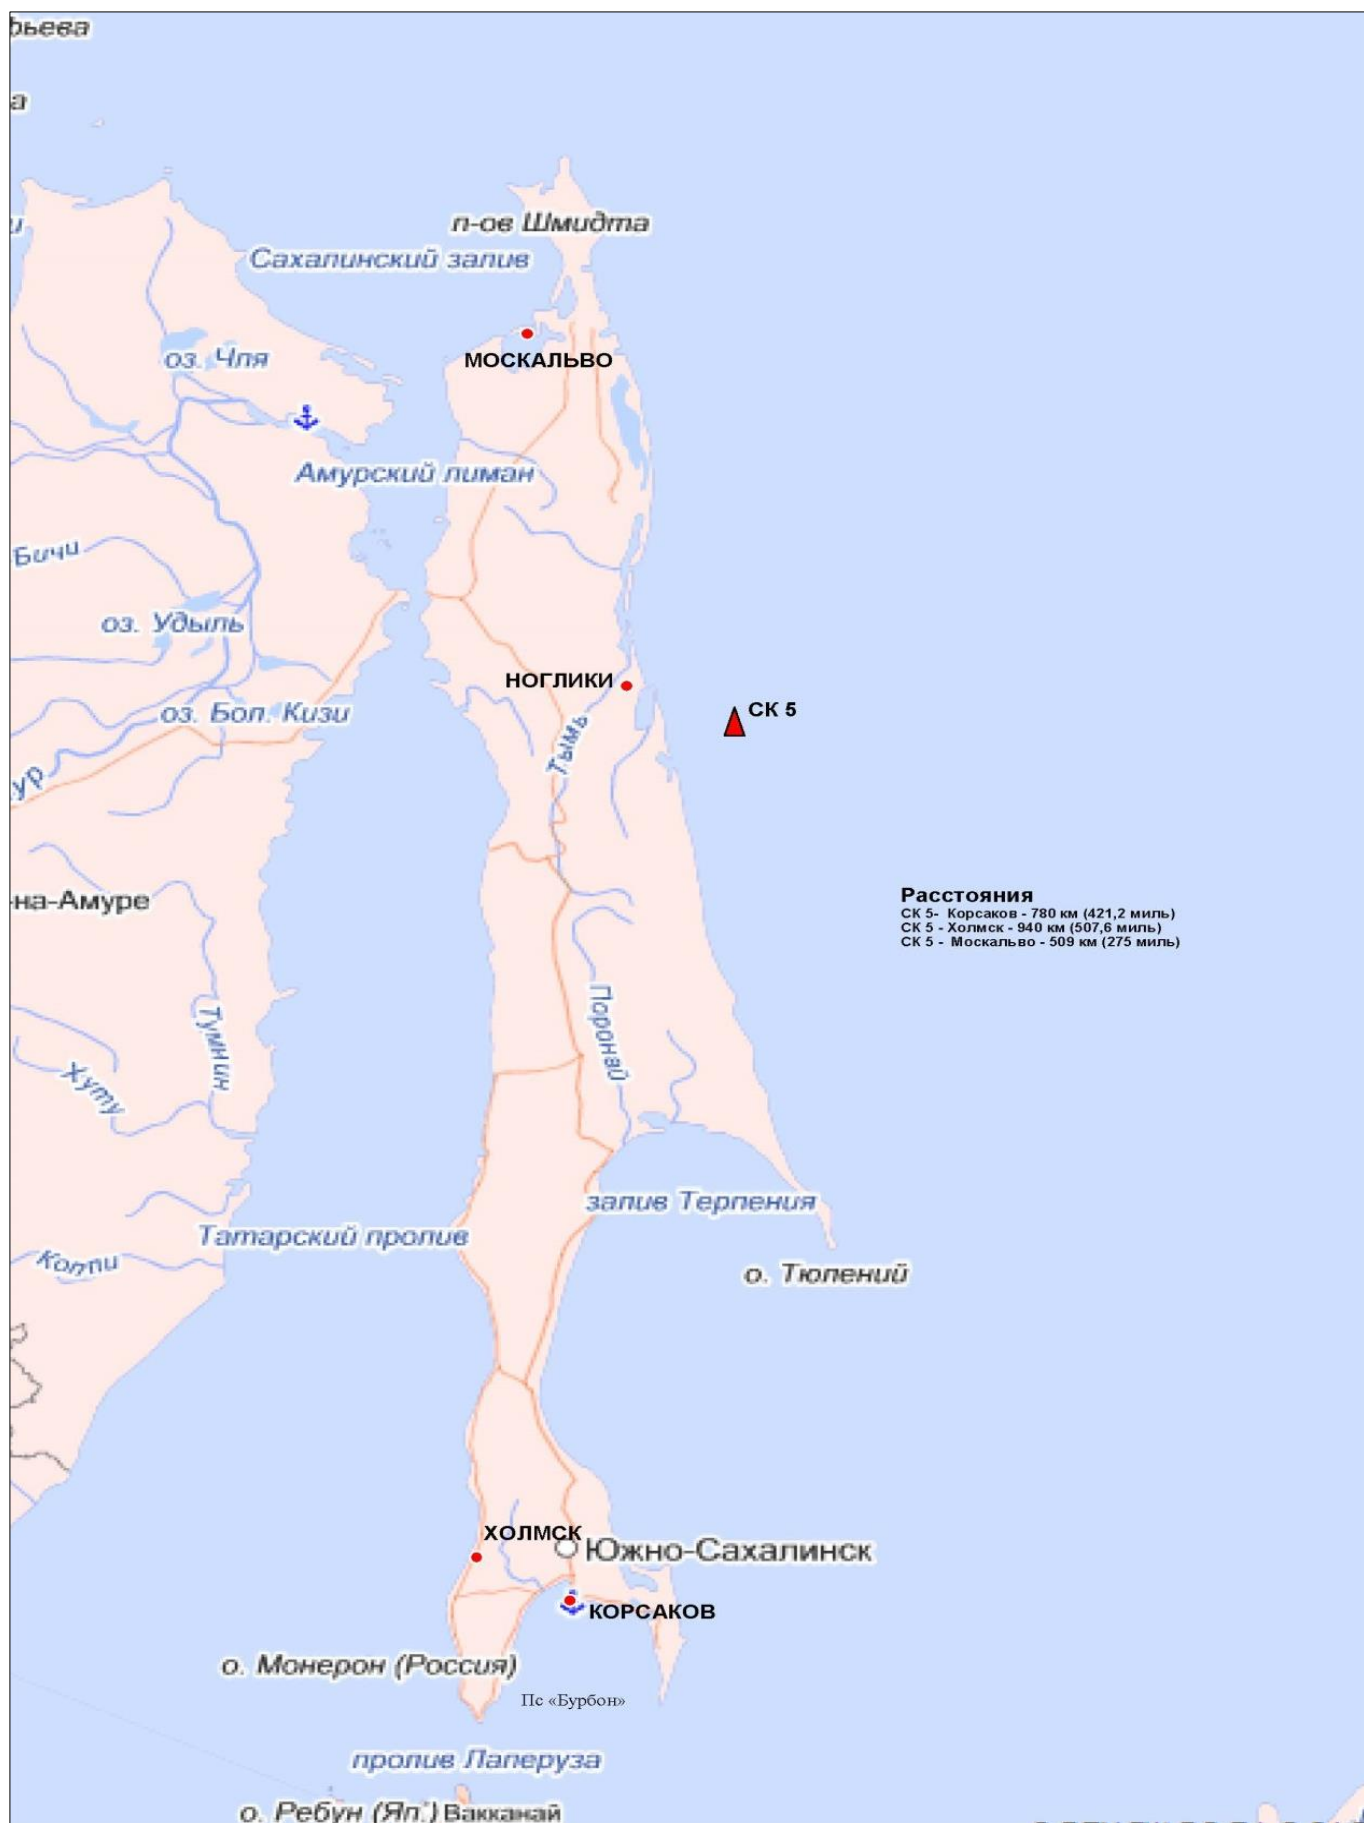 фьева
а
п-ов Шмидта
Сахалинский залив
оз. Чля
МОСКАЛЬВО
Амурский лиман
Бичи
оз. Удыль
НОГЛИКИ
СК 5
оз. Бол. Кизи
Тымь
ур
-на-Амуре
Расстояния
СК 5- Корсаков - 780 км (421,2 миль)
СК 5 - Холмск - 940 км (507,6 миль)
СК 5 - Москальво - 509 км (275 миль)
Поронай
Тумнин
Хуту
залив Терпения
Татарский пролив
Коппи
о. Тюлений
ХОЛМСК
Южно-Сахалинск
КОРСАКОВ
о. Монерон (Россия)
Пс «Бурбон»
пролив Лаперуза
о. Ребун (Яп.) Вакканай